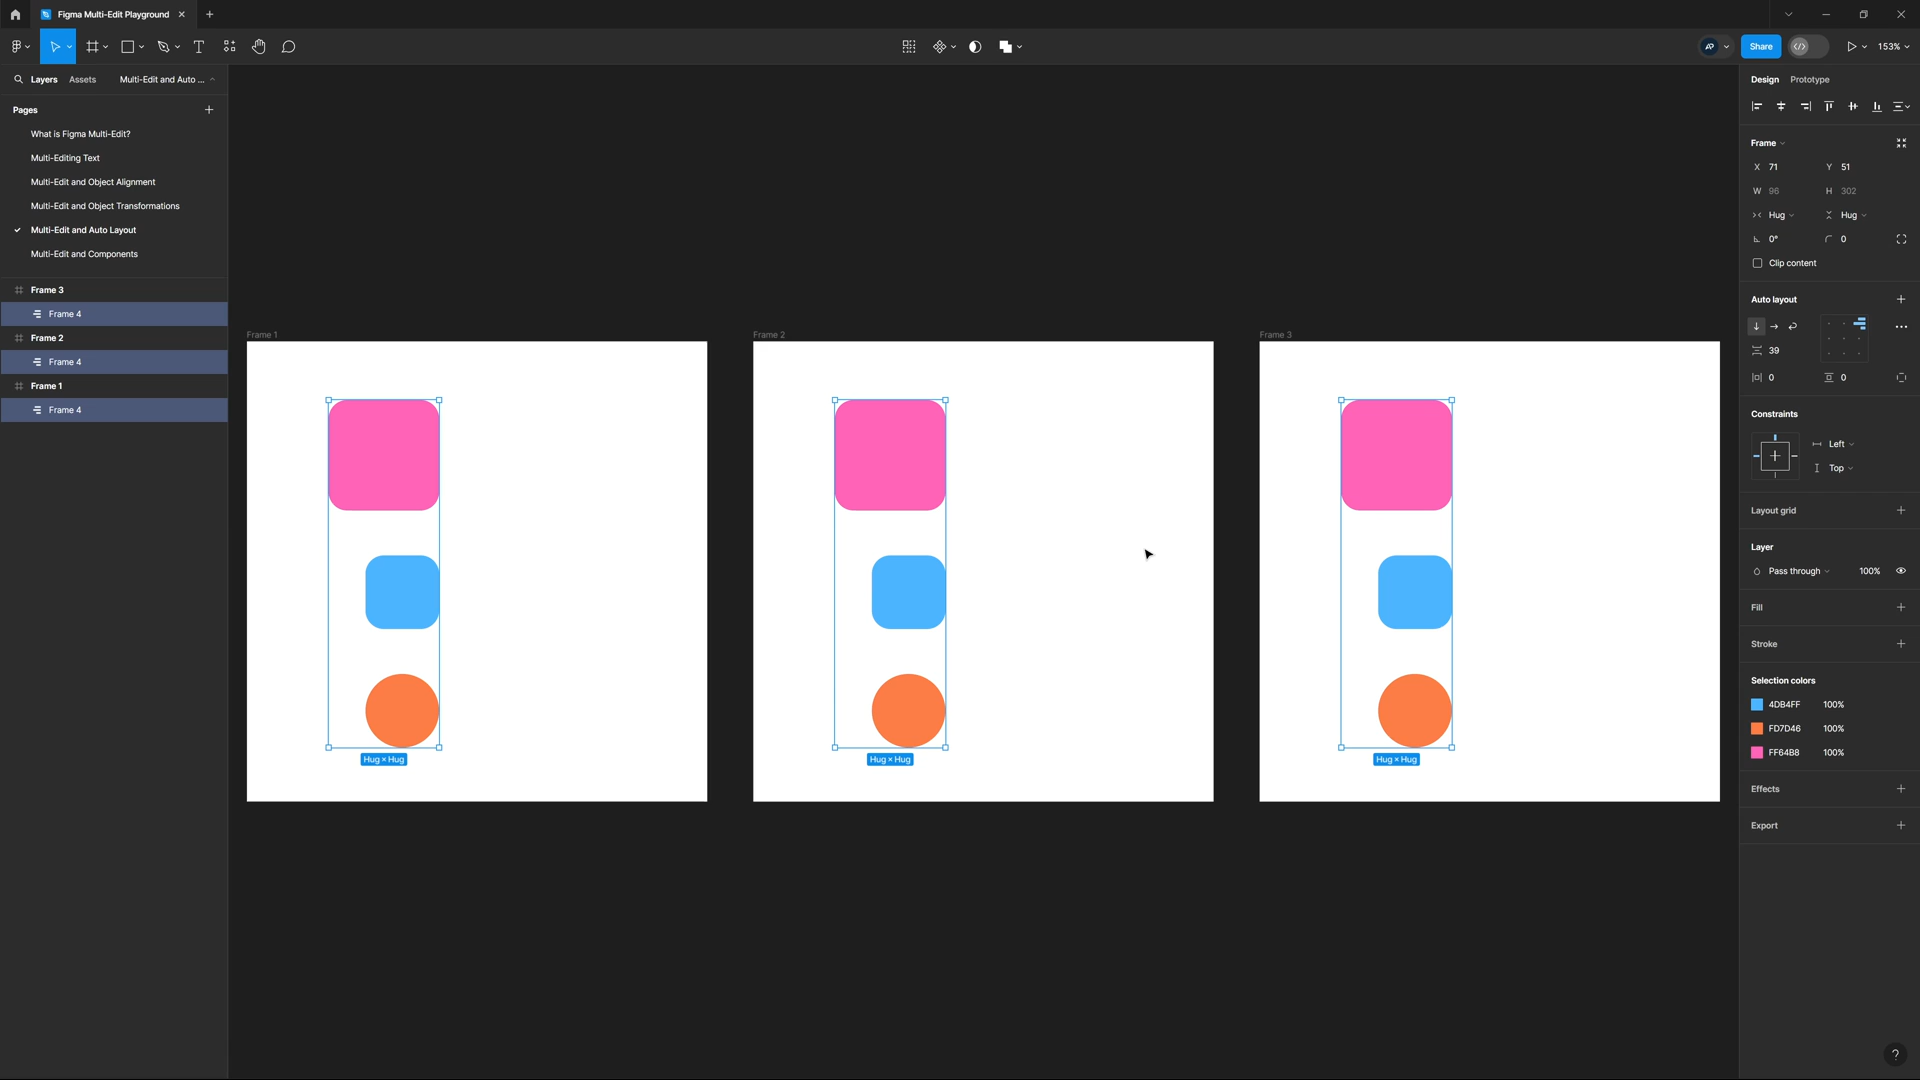 Figma Multi-Edit Playground
AP
Share
153%
Layers
Assets
Multi-Edit and Auto ...
Pages
What is Figma Multi-Edit?
Multi-Editing Text
Multi-Edit and Object Alignment
Multi-Edit and Object Transformations
Multi-Edit and Auto Layout
Multi-Edit and Components
Frame 3
Frame 4
Frame 2
Frame 4
Frame 1
Frame 4
Frame 1
Frame 2
Frame 3
Hug × Hug
Hug × Hug
Hug × Hug
Design
Prototype
Frame
X 71
Y 51
W 96
H 302
Hug
Hug
0°
0
Clip content
Auto layout
39
0
0
Constraints
Left
Top
Layout grid
Layer
Pass through
100%
Fill
Stroke
Selection colors
4DB4FF 100%
FD7D46 100%
FF64B8 100%
Effects
Export
?